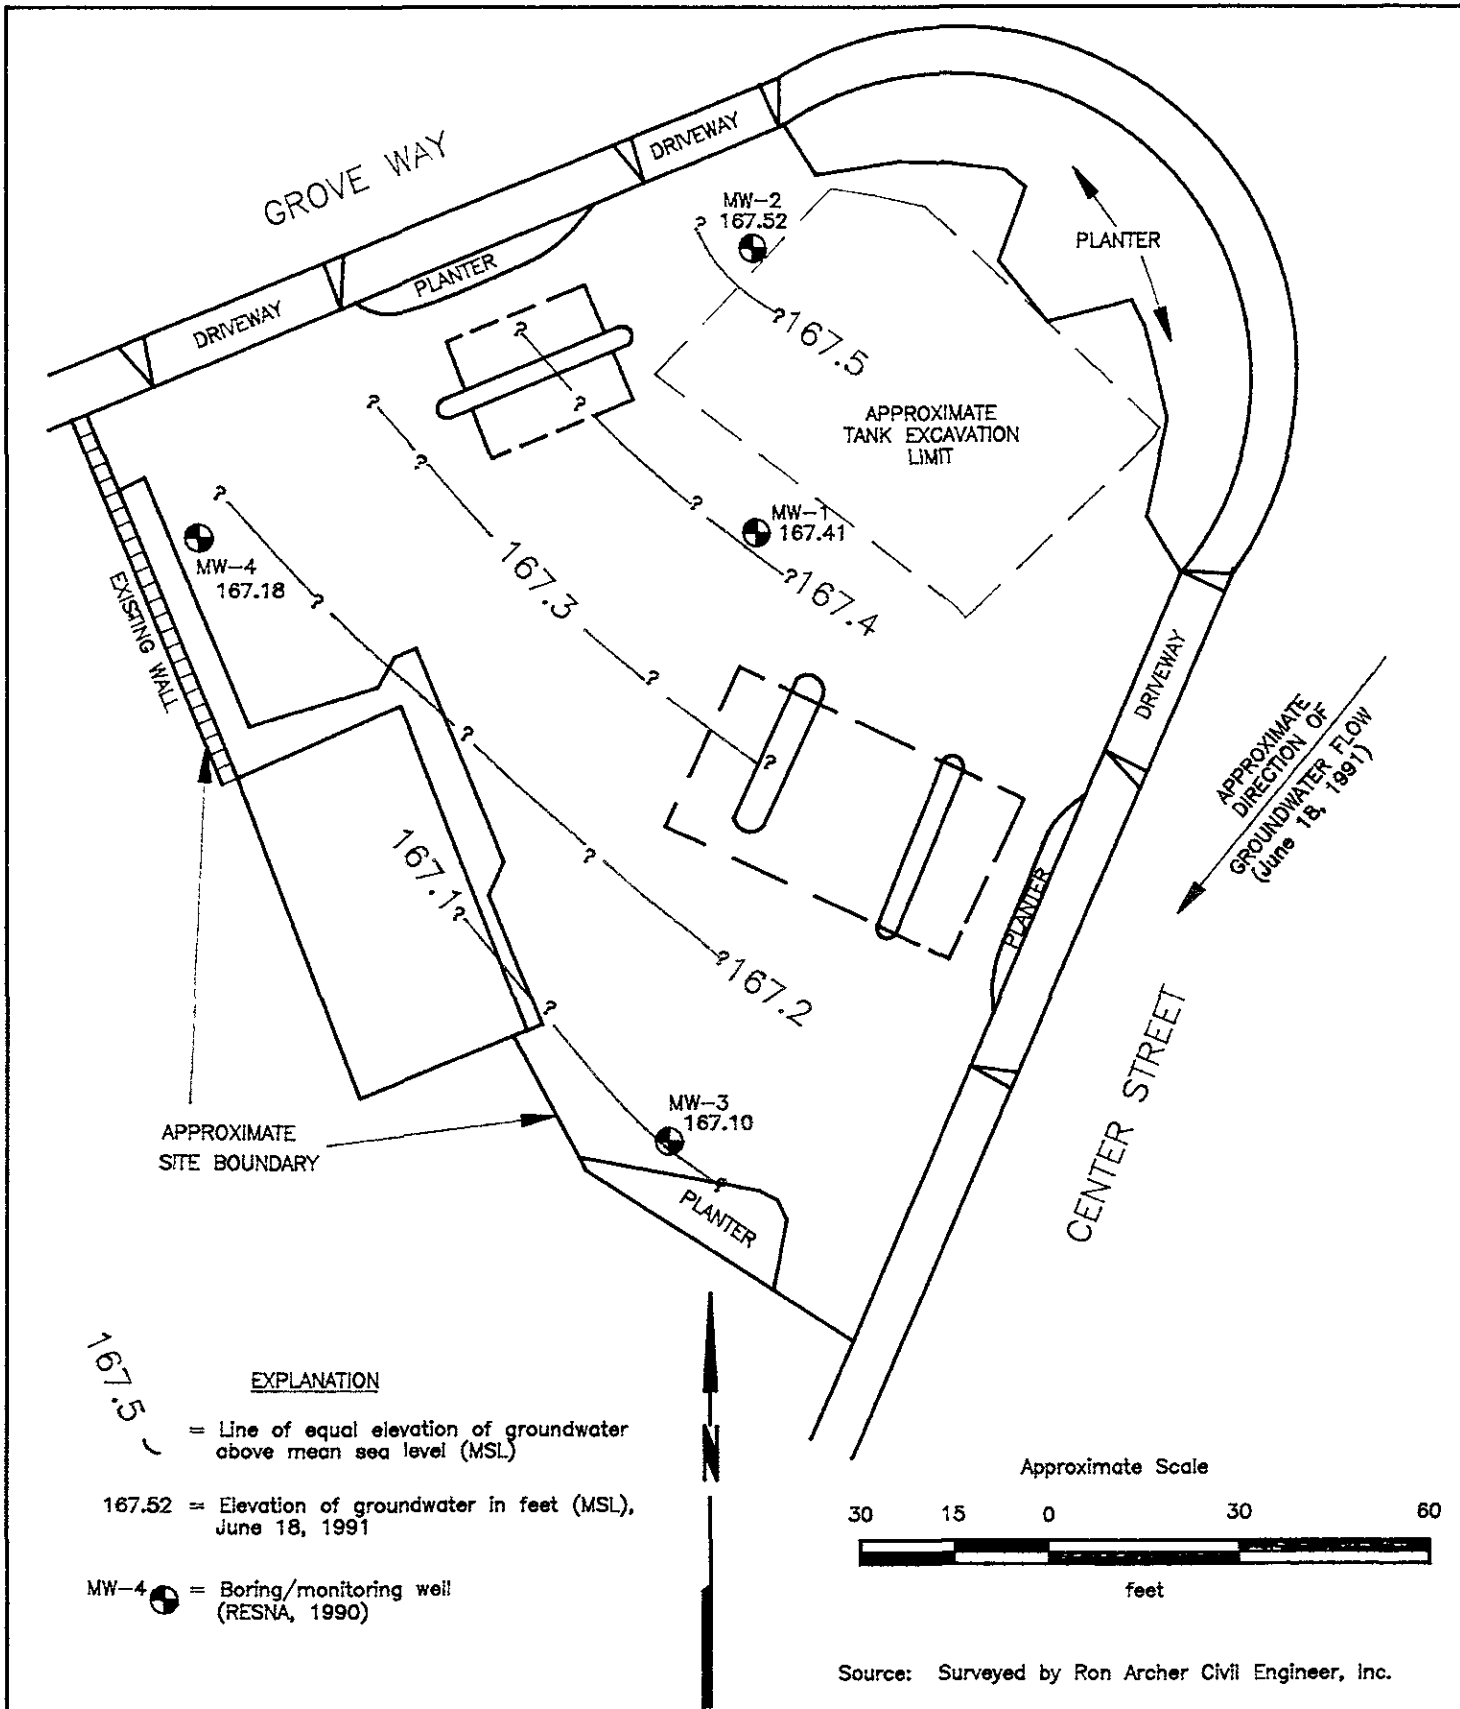 GROVE WAY
DRIVEWAY
DRIVEWAY
PLANTER
MW-2
167.52
?
?
167.5
PLANTER
DRIVEWAY
PLANTER
APPROXIMATE
TANK EXCAVATION
LIMIT
?
?
?
?
167.4
MW-1
167.41
?
?
167.3
?
?
?
?
?
?
?
167.2
MW-4
167.18
EXISTING WALL
167.1
?
?
?
MW-3
167.10
PLANTER
APPROXIMATE
SITE BOUNDARY
APPROXIMATE
DIRECTION OF
GROUNDWATER FLOW
(June 18, 1991)
CENTER STREET
N
EXPLANATION
167.5
= Line of equal elevation of groundwater
above mean sea level (MSL)
167.52 = Elevation of groundwater in feet (MSL),
June 18, 1991
MW-4 = Boring/monitoring well
(RESNA, 1990)
Approximate Scale
30 15 0 30 60
feet
Source: Surveyed by Ron Archer Civil Engineer, Inc.